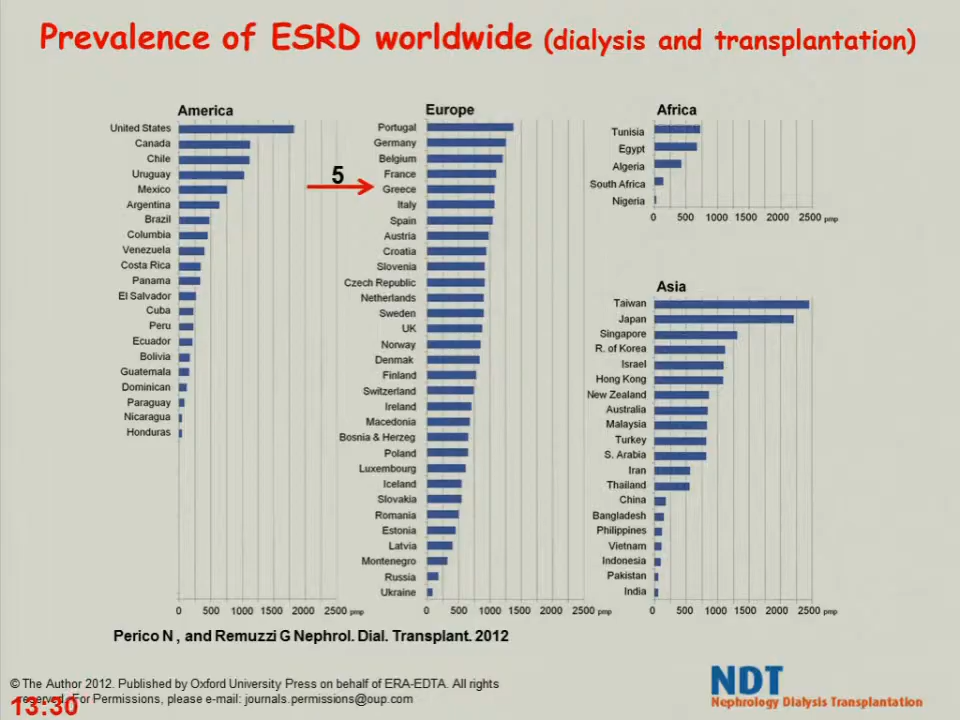 Prevalence of ESRD worldwide (dialysis and transplantation)
America
United States
Canada
Chile
Uruguay
Mexico
Argentina
Brazil
Columbia
Venezuela
Costa Rica
Panama
El Salvador
Cuba
Peru
Ecuador
Bolivia
Guatemala
Dominican
Paraguay
Nicaragua
Honduras
0 500 1000 1500 2000 2500 pmp
5
Europe
Portugal
Germany
Belgium
France
Greece
Italy
Spain
Austria
Croatia
Slovenia
Czech Republic
Netherlands
Sweden
UK
Norway
Denmak
Finland
Switzerland
Ireland
Macedonia
Bosnia & Herzeg
Poland
Luxembourg
Iceland
Slovakia
Romania
Estonia
Latvia
Montenegro
Russia
Ukraine
0 500 1000 1500 2000 2500 pmp
Africa
Tunisia
Egypt
Algeria
South Africa
Nigeria
0 500 1000 1500 2000 2500 pmp
Asia
Taiwan
Japan
Singapore
R. of Korea
Israel
Hong Kong
New Zealand
Australia
Malaysia
Turkey
S. Arabia
Iran
Thailand
China
Bangladesh
Philippines
Vietnam
Indonesia
Pakistan
India
0 500 1000 1500 2000 2500 pmp
Perico N , and Remuzzi G Nephrol. Dial. Transplant. 2012
© The Author 2012. Published by Oxford University Press on behalf of ERA-EDTA. All rights
reserved. For Permissions, please e-mail: journals.permissions@oup.com
13:30
NDT
Nephrology Dialysis Transplantation